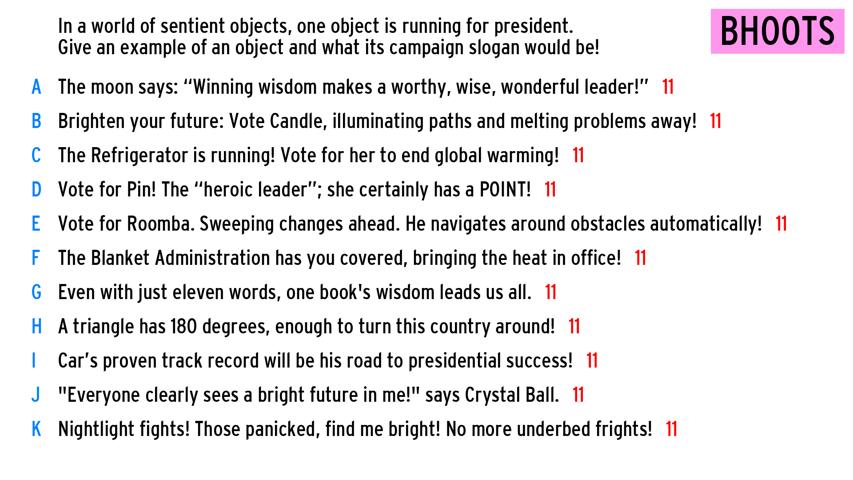 In a world of sentient objects, one object is running for president.
Give an example of an object and what its campaign slogan would be!
BHOOTS
A The moon says: “Winning wisdom makes a worthy, wise, wonderful leader!” 11
B Brighten your future: Vote Candle, illuminating paths and melting problems away! 11
C The Refrigerator is running! Vote for her to end global warming! 11
D Vote for Pin! The “heroic leader”; she certainly has a POINT! 11
E Vote for Roomba. Sweeping changes ahead. He navigates around obstacles automatically! 11
F The Blanket Administration has you covered, bringing the heat in office! 11
G Even with just eleven words, one book's wisdom leads us all. 11
H A triangle has 180 degrees, enough to turn this country around! 11
I Car’s proven track record will be his road to presidential success! 11
J "Everyone clearly sees a bright future in me!" says Crystal Ball. 11
K Nightlight fights! Those panicked, find me bright! No more underbed frights! 11